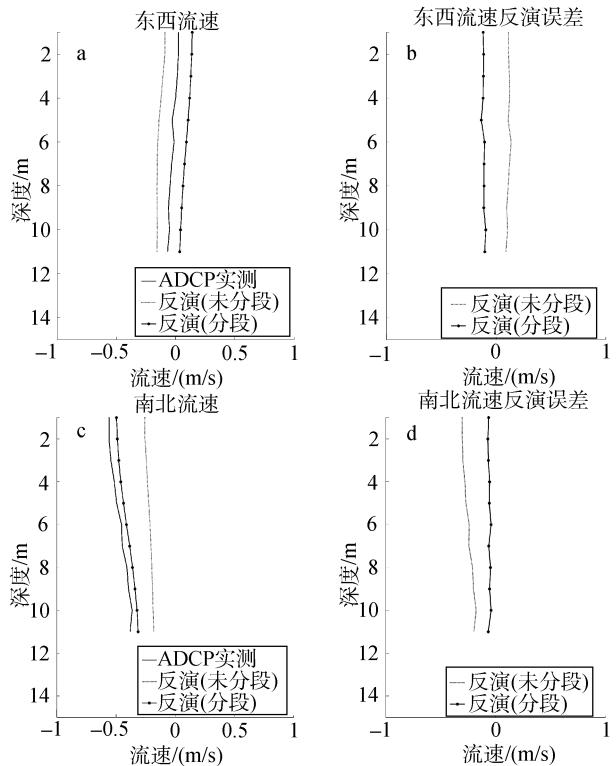 东西流速
a
2
4
6
8
10
12
14
深度/m
ADCP实测
反演(未分段)
反演(分段)
15
−1
−0.5
0
0.5
1
流速/(m/s)
东西流速反演误差
b
2
4
6
8
10
12
14
深度/m
反演(未分段)
反演(分段)
15
−1
0
1
流速/(m/s)
南北流速
c
2
4
6
8
10
12
14
深度/m
ADCP实测
反演(未分段)
反演(分段)
15
−1
−0.5
0
0.5
1
流速/(m/s)
南北流速反演误差
d
2
4
6
8
10
12
14
深度/m
反演(未分段)
反演(分段)
15
−1
0
1
流速/(m/s)